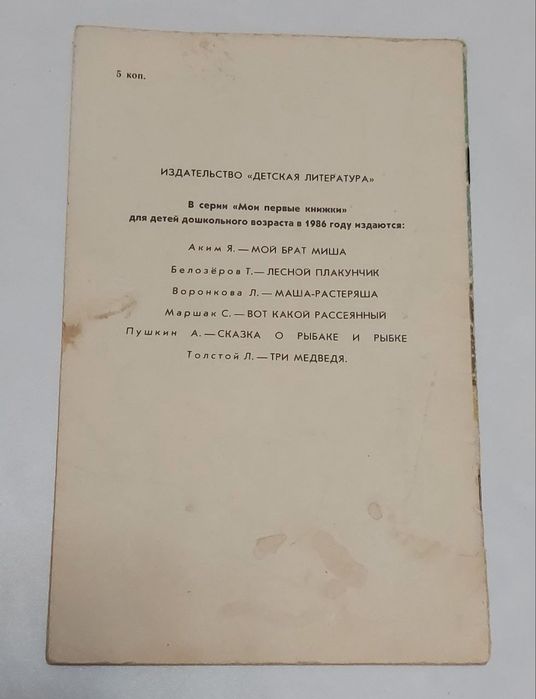 5 коп.
ИЗДАТЕЛЬСТВО «ДЕТСКАЯ ЛИТЕРАТУРА»
В серии «Мои первые книжки»
для детей дошкольного возраста в 1986 году издаются:
Аким Я. — МОЙ БРАТ МИША
Белозёров Т. — ЛЕСНОЙ ПЛАКУНЧИК
Воронкова Л. — МАША-РАСТЕРЯША
Маршак С. — ВОТ КАКОЙ РАССЕЯННЫЙ
Пушкин А. — СКАЗКА О РЫБАКЕ И РЫБКЕ
Толстой Л. — ТРИ МЕДВЕДЯ.